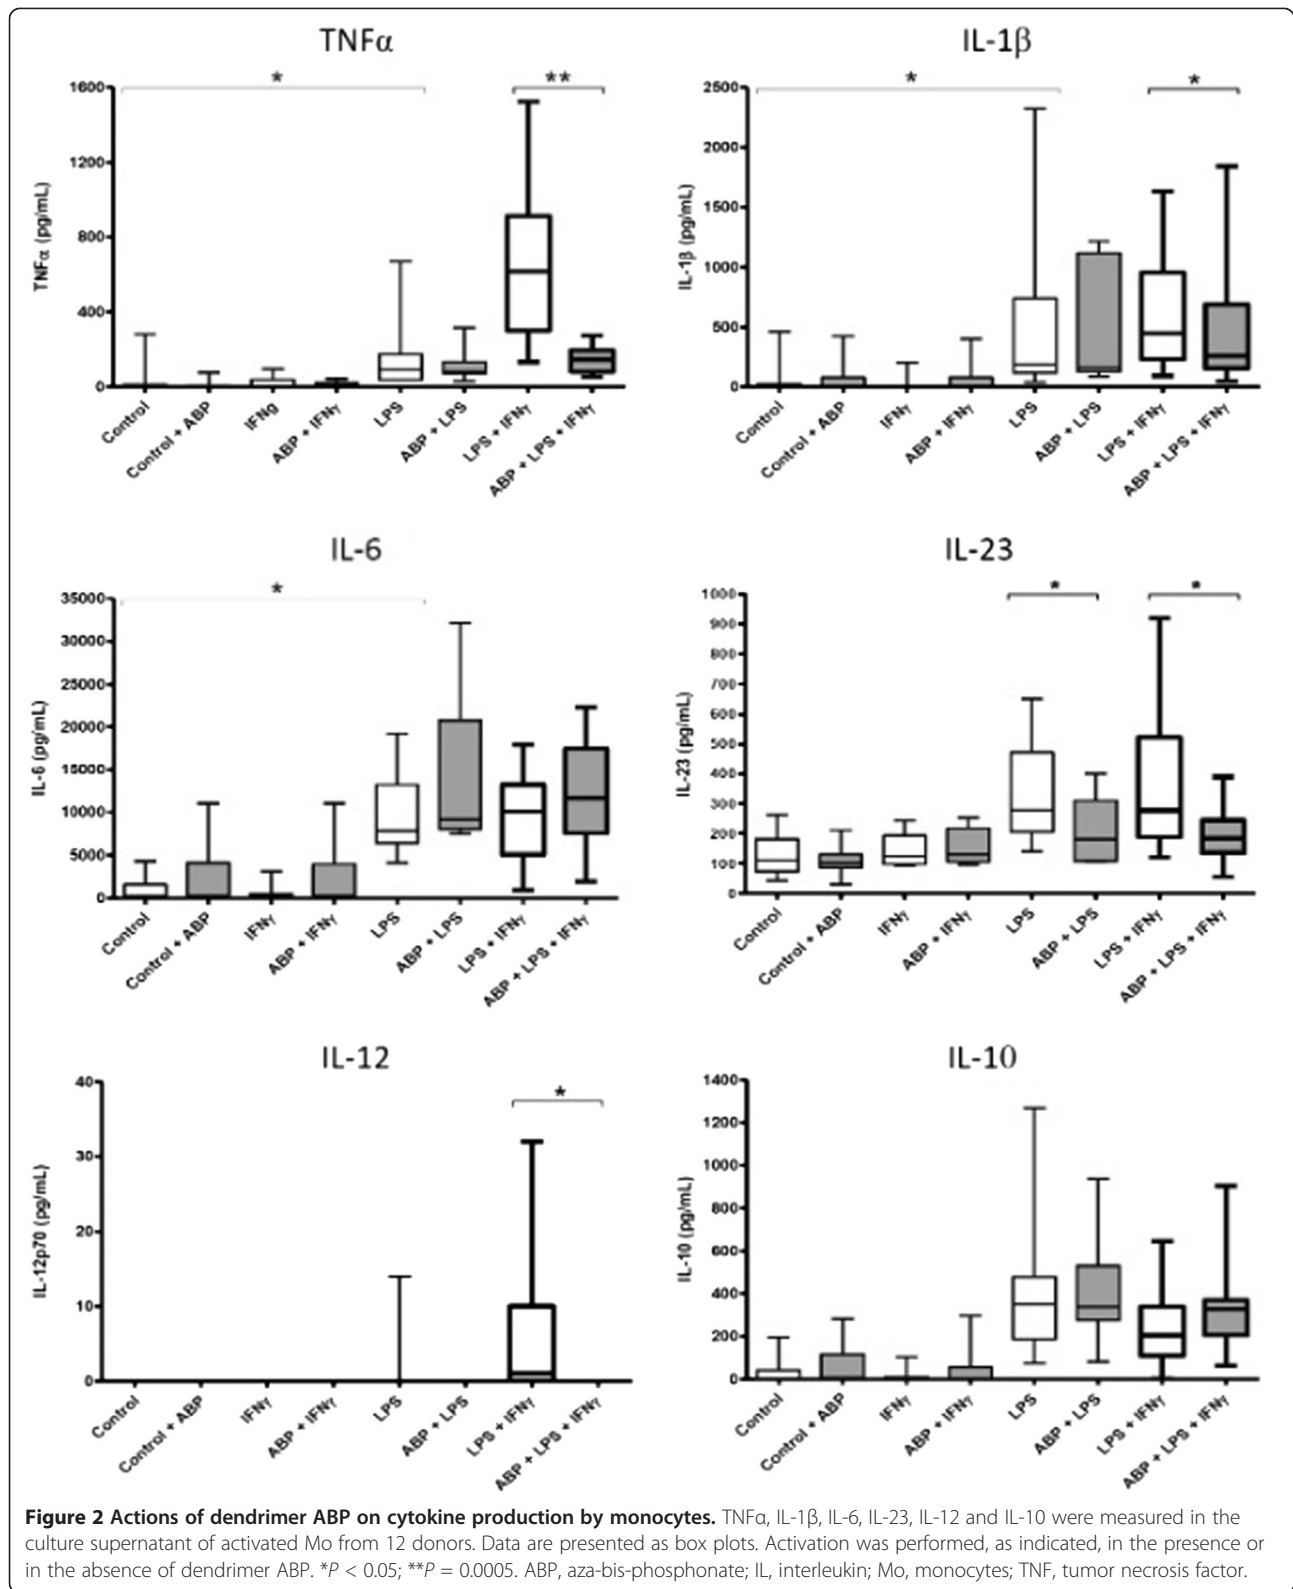 TNFα
*
**
TNFα (pg/mL)
1600
1200
800
400
0
Control
Control + ABP
IFNg
ABP + IFNγ
LPS
ABP + LPS
LPS + IFNγ
ABP + LPS + IFNγ
IL-1β
*
*
IL-1β (pg/mL)
2500
2000
1500
1000
500
0
Control
Control + ABP
IFNγ
ABP + IFNγ
LPS
ABP + LPS
LPS + IFNγ
ABP + LPS + IFNγ
IL-6
*
IL-6 (pg/mL)
35000
30000
25000
20000
15000
10000
5000
0
Control
Control + ABP
IFNγ
ABP + IFNγ
LPS
ABP + LPS
LPS + IFNγ
ABP + LPS + IFNγ
IL-23
*
*
IL-23 (pg/mL)
1000
900
800
700
600
500
400
300
200
100
0
Control
Control + ABP
IFNγ
ABP + IFNγ
LPS
ABP + LPS
LPS + IFNγ
ABP + LPS + IFNγ
IL-12
*
IL-12p70 (pg/mL)
40
30
20
10
0
Control
Control + ABP
IFNγ
ABP + IFNγ
LPS
ABP + LPS
LPS + IFNγ
ABP + LPS + IFNγ
IL-10
IL-10 (pg/mL)
1400
1200
1000
800
600
400
200
0
Control
Control + ABP
IFNγ
ABP + IFNγ
LPS
ABP + LPS
LPS + IFNγ
ABP + LPS + IFNγ
Figure 2 Actions of dendrimer ABP on cytokine production by monocytes. TNFα, IL-1β, IL-6, IL-23, IL-12 and IL-10 were measured in the
culture supernatant of activated Mo from 12 donors. Data are presented as box plots. Activation was performed, as indicated, in the presence or
in the absence of dendrimer ABP. *P < 0.05; **P = 0.0005. ABP, aza-bis-phosphonate; IL, interleukin; Mo, monocytes; TNF, tumor necrosis factor.